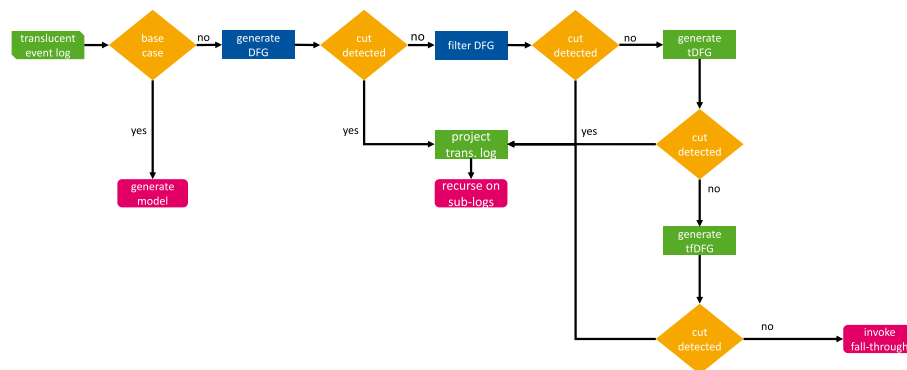 translucent
event log
base
case
no
generate
DFG
cut
detected
no
filter DFG
cut
detected
no
generate
tDFG
yes
yes
project
trans. log
yes
cut
detected
generate
model
recurse on
sub-logs
no
generate
tfDFG
cut
detected
no
invoke
fall-through